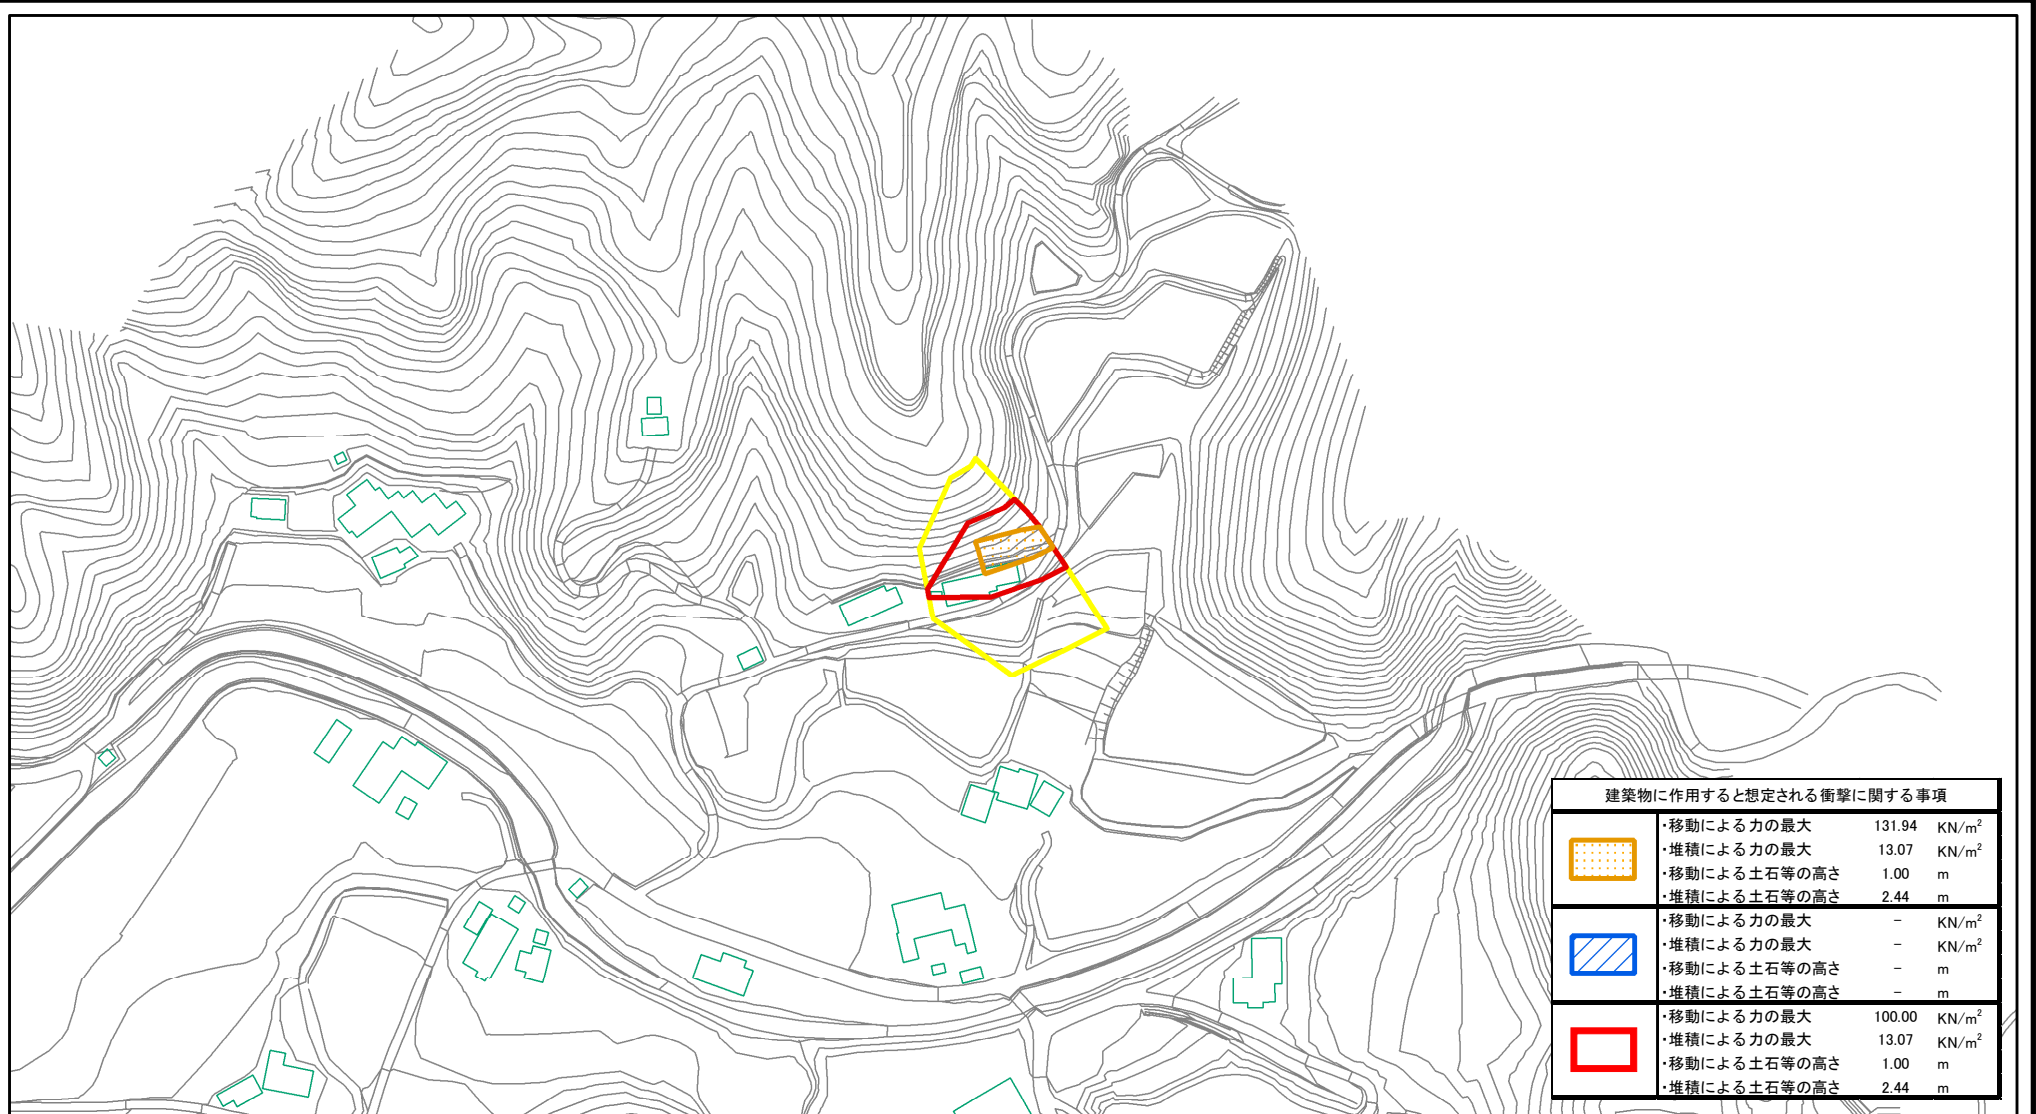 建築物に作用すると想定される衝撃に関する事項
・移動による力の最大 131.94 KN/m²
・堆積による力の最大 13.07 KN/m²
・移動による土石等の高さ 1.00 m
・堆積による土石等の高さ 2.44 m
・移動による力の最大 - KN/m²
・堆積による力の最大 - KN/m²
・移動による土石等の高さ - m
・堆積による土石等の高さ - m
・移動による力の最大 100.00 KN/m²
・堆積による力の最大 13.07 KN/m²
・移動による土石等の高さ 1.00 m
・堆積による土石等の高さ 2.44 m